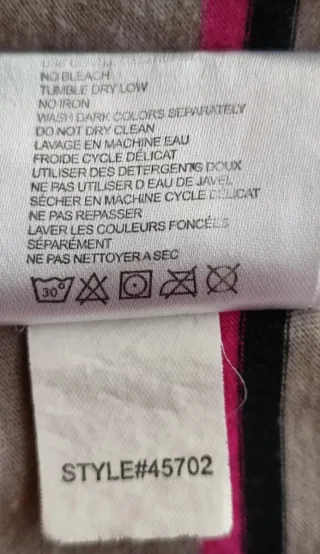 NO BLEACH
TUMBLE DRY LOW
NO IRON
WASH DARK COLORS SEPARATELY
DO NOT DRY CLEAN
LAVAGE EN MACHINE EAU
FROIDE CYCLE DÉLICAT
UTILISER DES DETERGENTS DOUX
NE PAS UTILISER D EAU DE JAVEL
SÉCHER EN MACHINE CYCLE DÉLICAT
NE PAS REPASSER
LAVER LES COULEURS FONCÉES
SÉPARÉMENT
NE PAS NETTOYER A SEC
30°
STYLE#45702